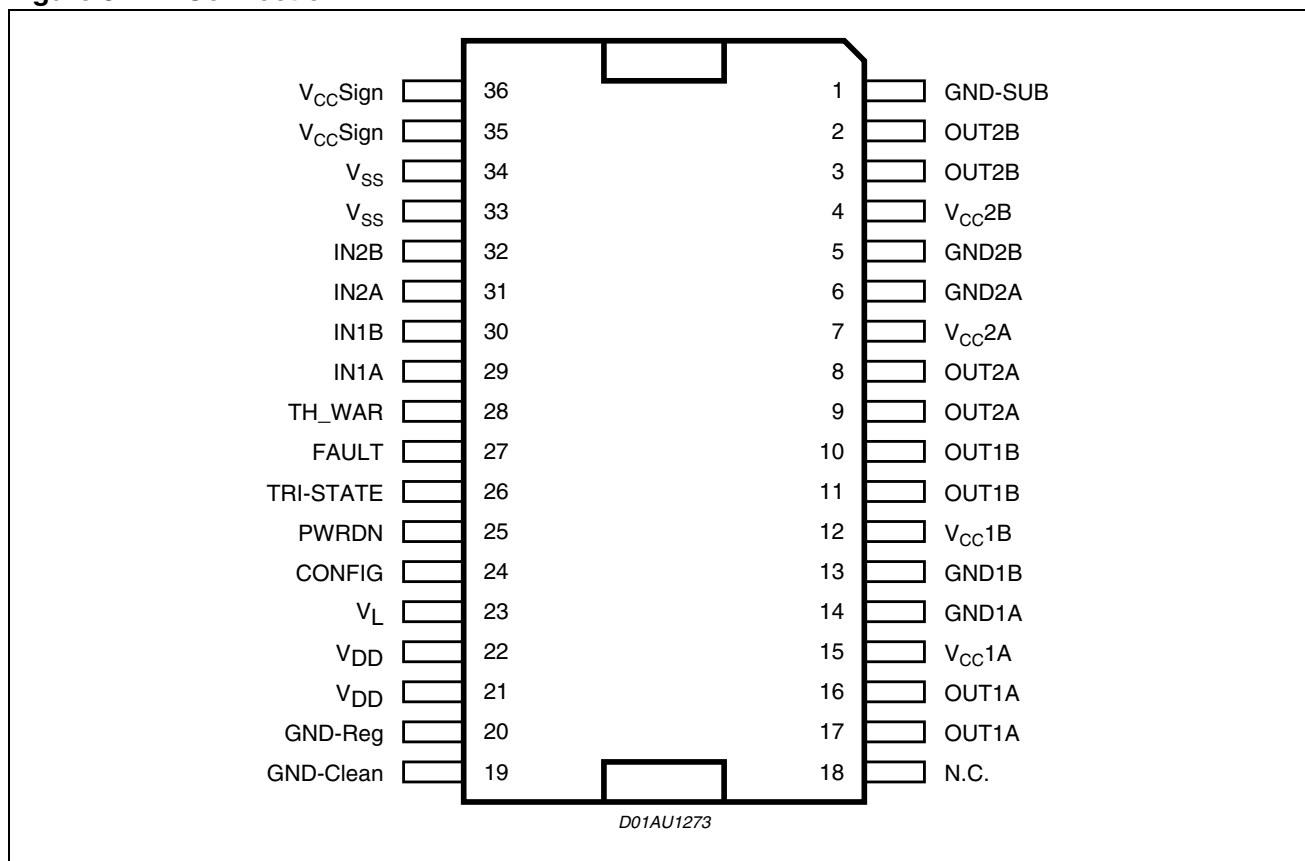 VCCSign 36 1 GND-SUB
VCCSign 35 2 OUT2B
VSS 34 3 OUT2B
VSS 33 4 VCC2B
IN2B 32 5 GND2B
IN2A 31 6 GND2A
IN1B 30 7 VCC2A
IN1A 29 8 OUT2A
TH_WAR 28 9 OUT2A
FAULT 27 10 OUT1B
TRI-STATE 26 11 OUT1B
PWRDN 25 12 VCC1B
CONFIG 24 13 GND1B
VL 23 14 GND1A
VDD 22 15 VCC1A
VDD 21 16 OUT1A
GND-Reg 20 17 OUT1A
GND-Clean 19 18 N.C.
D01AU1273